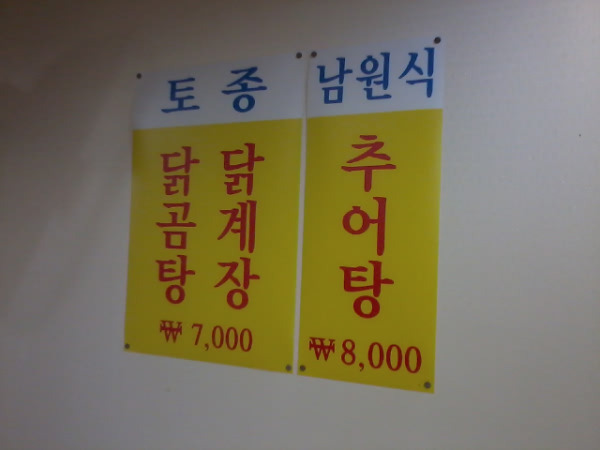 토종
닭곰탕
닭계장
₩ 7,000
남원식
추어탕
₩ 8,000